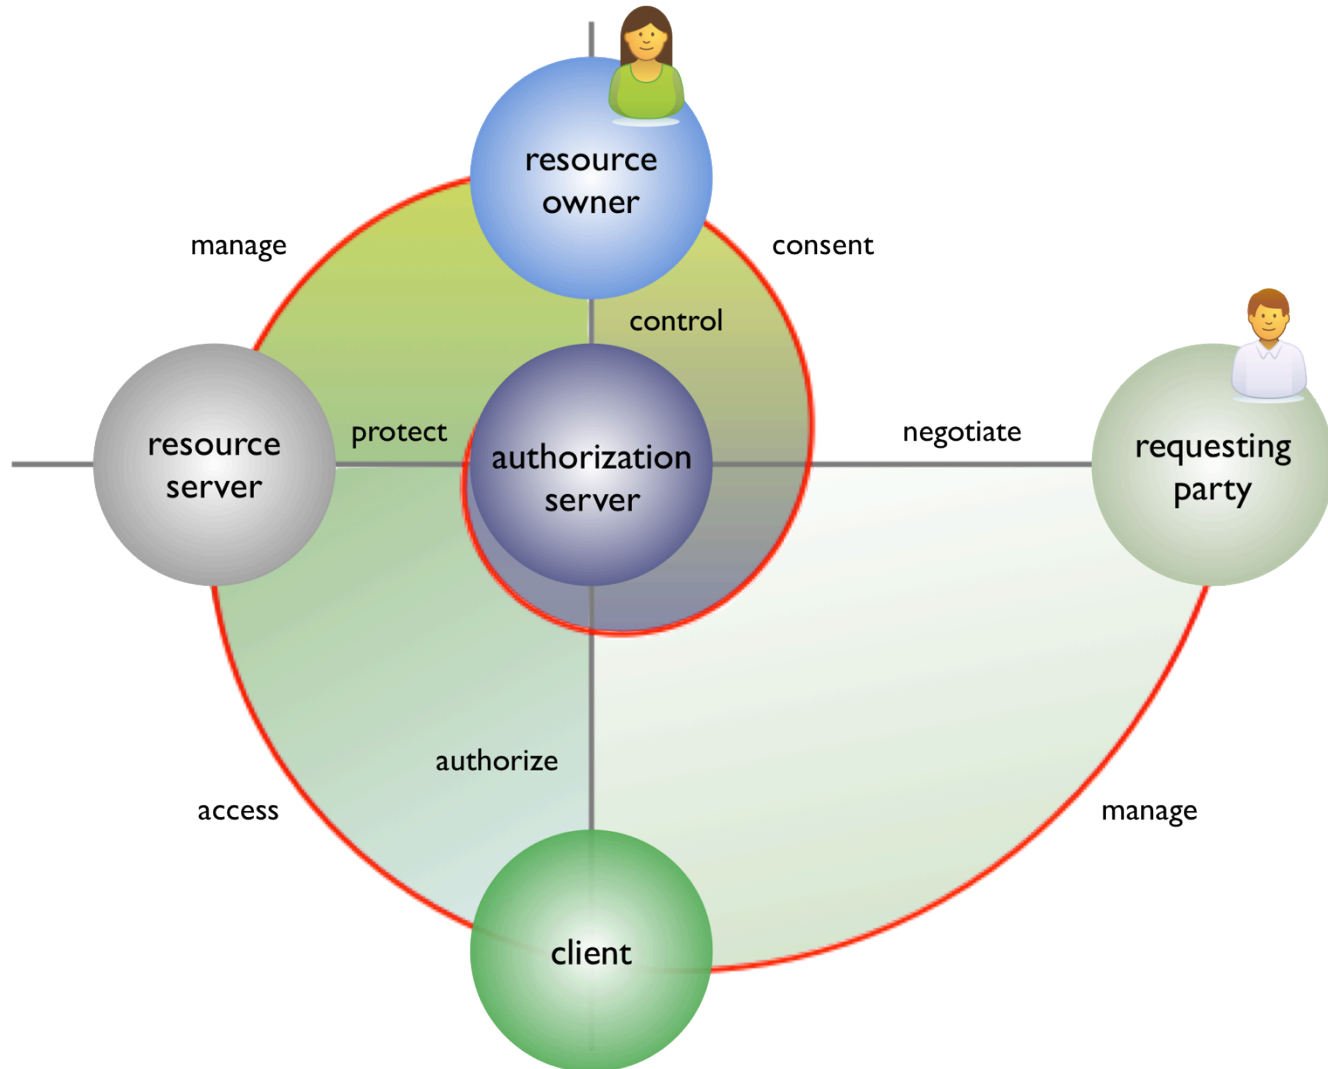 resource
owner
manage
consent
control
resource
server
protect
authorization
server
negotiate
requesting
party
authorize
access
manage
client